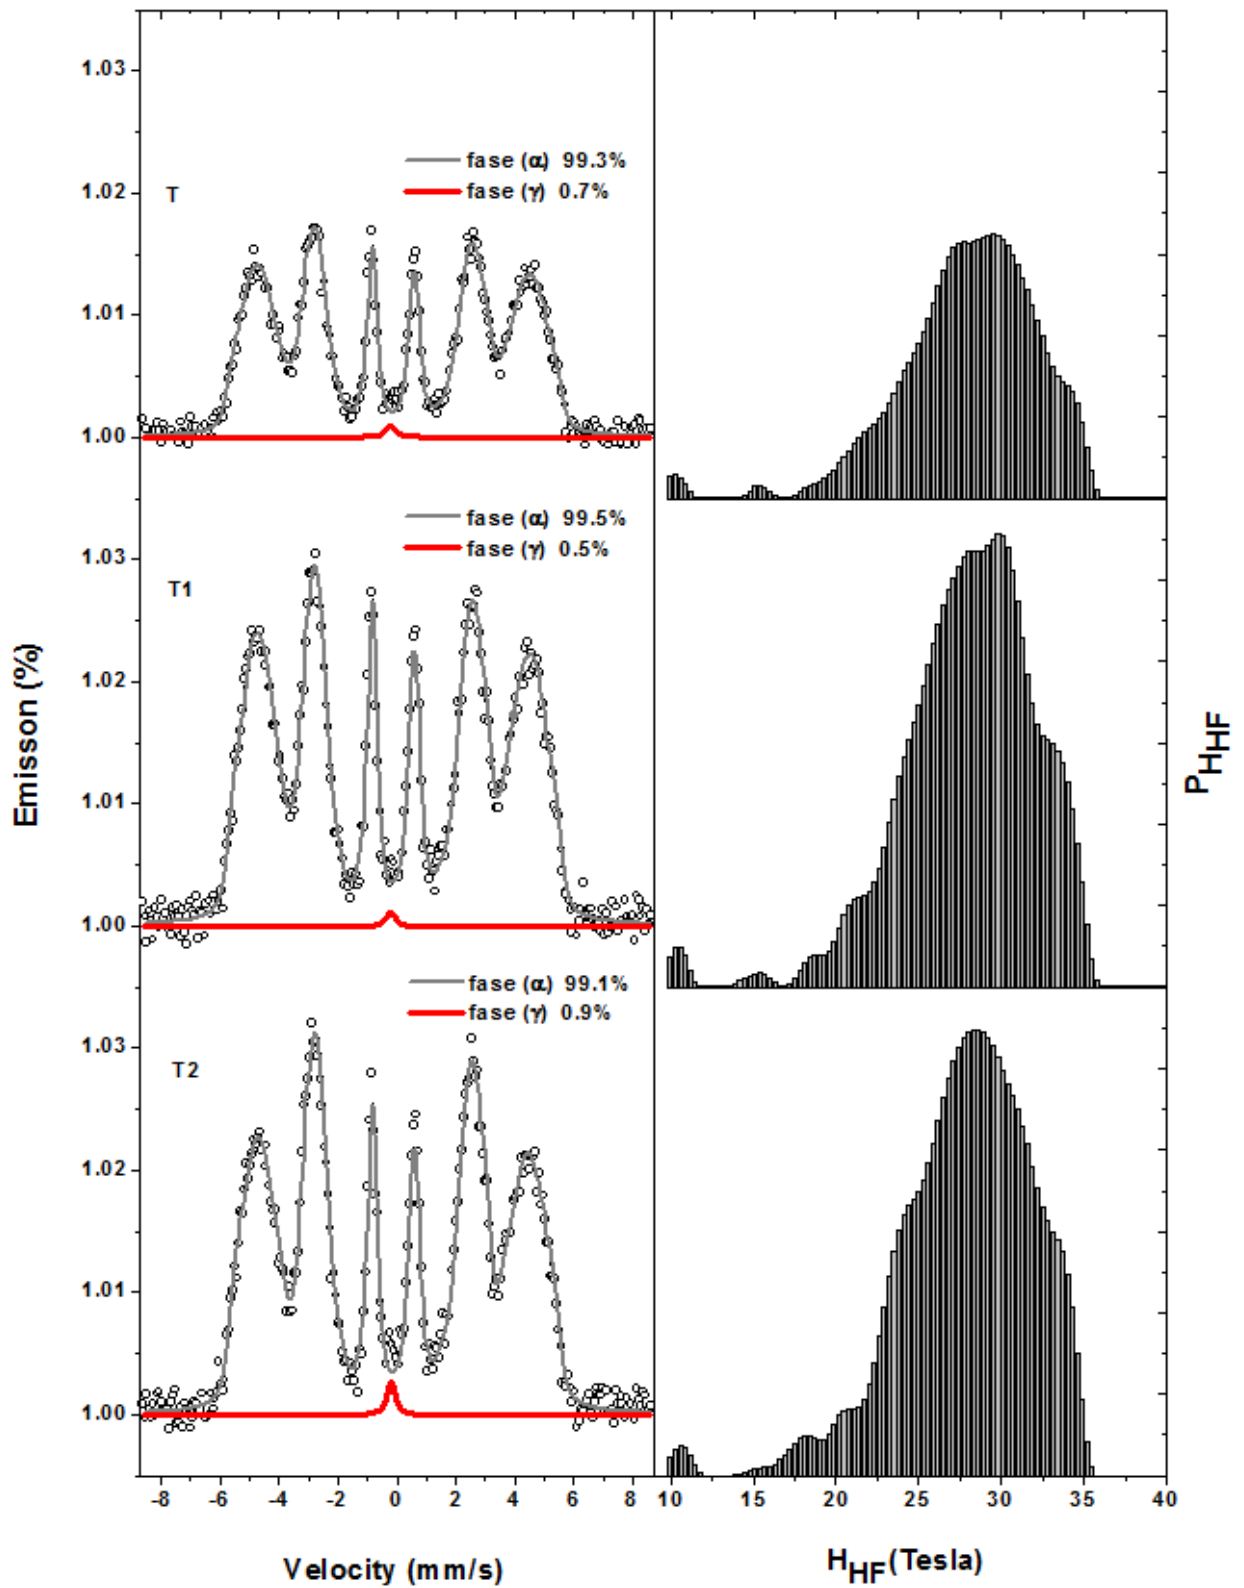 1.03
1.02
1.01
1.00
T
fase (α) 99.3%
fase (γ) 0.7%
1.03
1.02
1.01
1.00
T1
fase (α) 99.5%
fase (γ) 0.5%
1.03
1.02
1.01
1.00
T2
fase (α) 99.1%
fase (γ) 0.9%
Emisson (%)
PHHF
-8 -6 -4 -2 0 2 4 6 8
10 15 20 25 30 35 40
Velocity (mm/s)
HHF(Tesla)